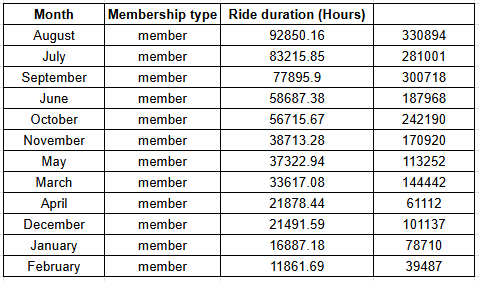 Month Membership type Ride duration (Hours)
August member 92850.16 330894
July member 83215.85 281001
September member 77895.9 300718
June member 58687.38 187968
October member 56715.67 242190
November member 38713.28 170920
May member 37322.94 113252
March member 33617.08 144442
April member 21878.44 61112
December member 21491.59 101137
January member 16887.18 78710
February member 11861.69 39487